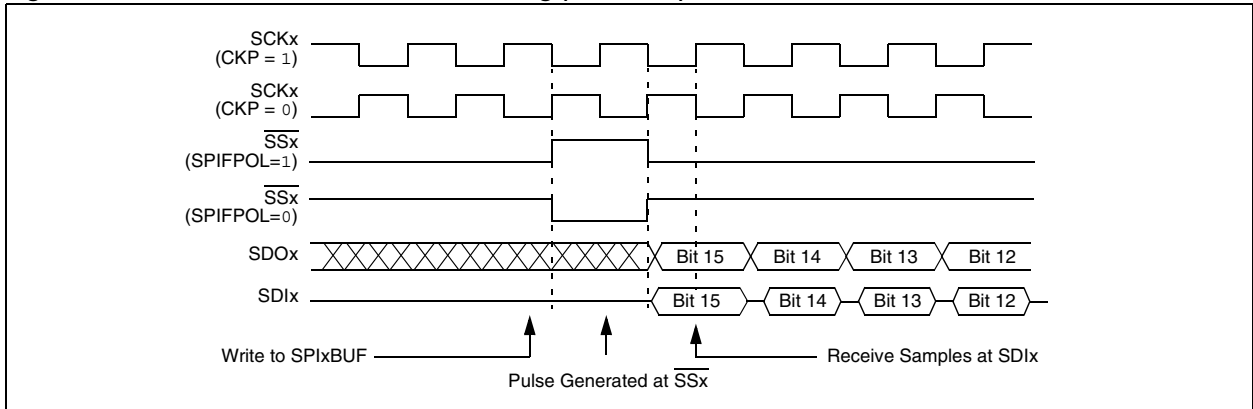 SCKx
(CKP = 1)
SCKx
(CKP = 0)
SSx
(SPIFPOL=1)
SSx
(SPIFPOL=0)
SDOx
Bit 15 Bit 14 Bit 13 Bit 12
SDIx
Bit 15 Bit 14 Bit 13 Bit 12
Write to SPIxBUF
Receive Samples at SDIx
Pulse Generated at SSx